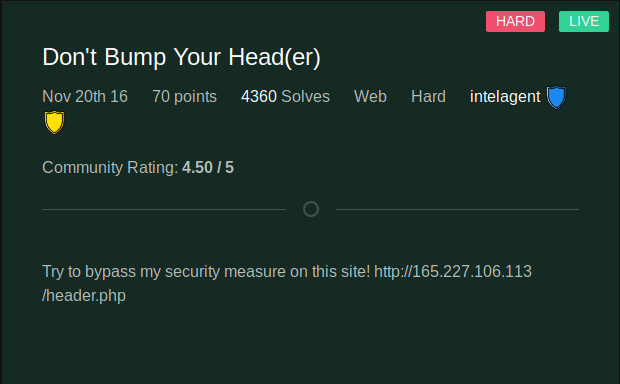 HARD LIVE
Don't Bump Your Head(er)
Nov 20th 16 70 points 4360 Solves Web Hard intelagent
Community Rating: 4.50 / 5
Try to bypass my security measure on this site! http://165.227.106.113
/header.php